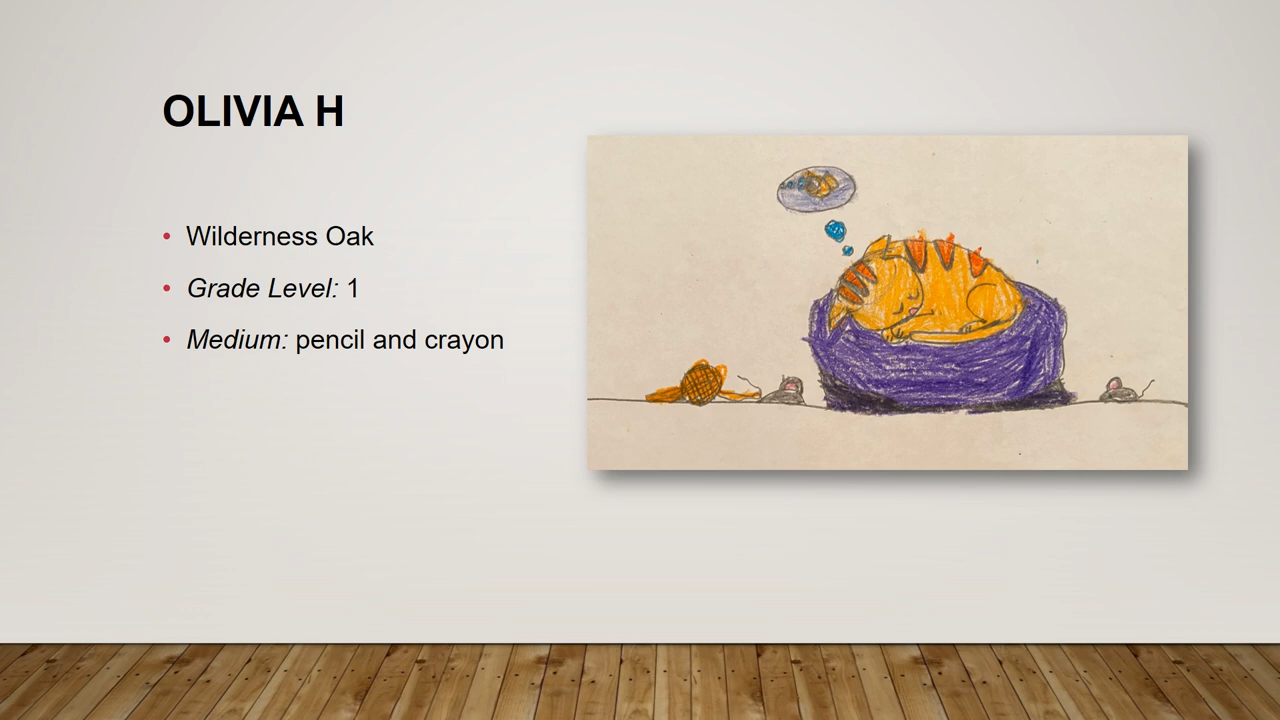 OLIVIA H
• Wilderness Oak
• Grade Level: 1
• Medium: pencil and crayon